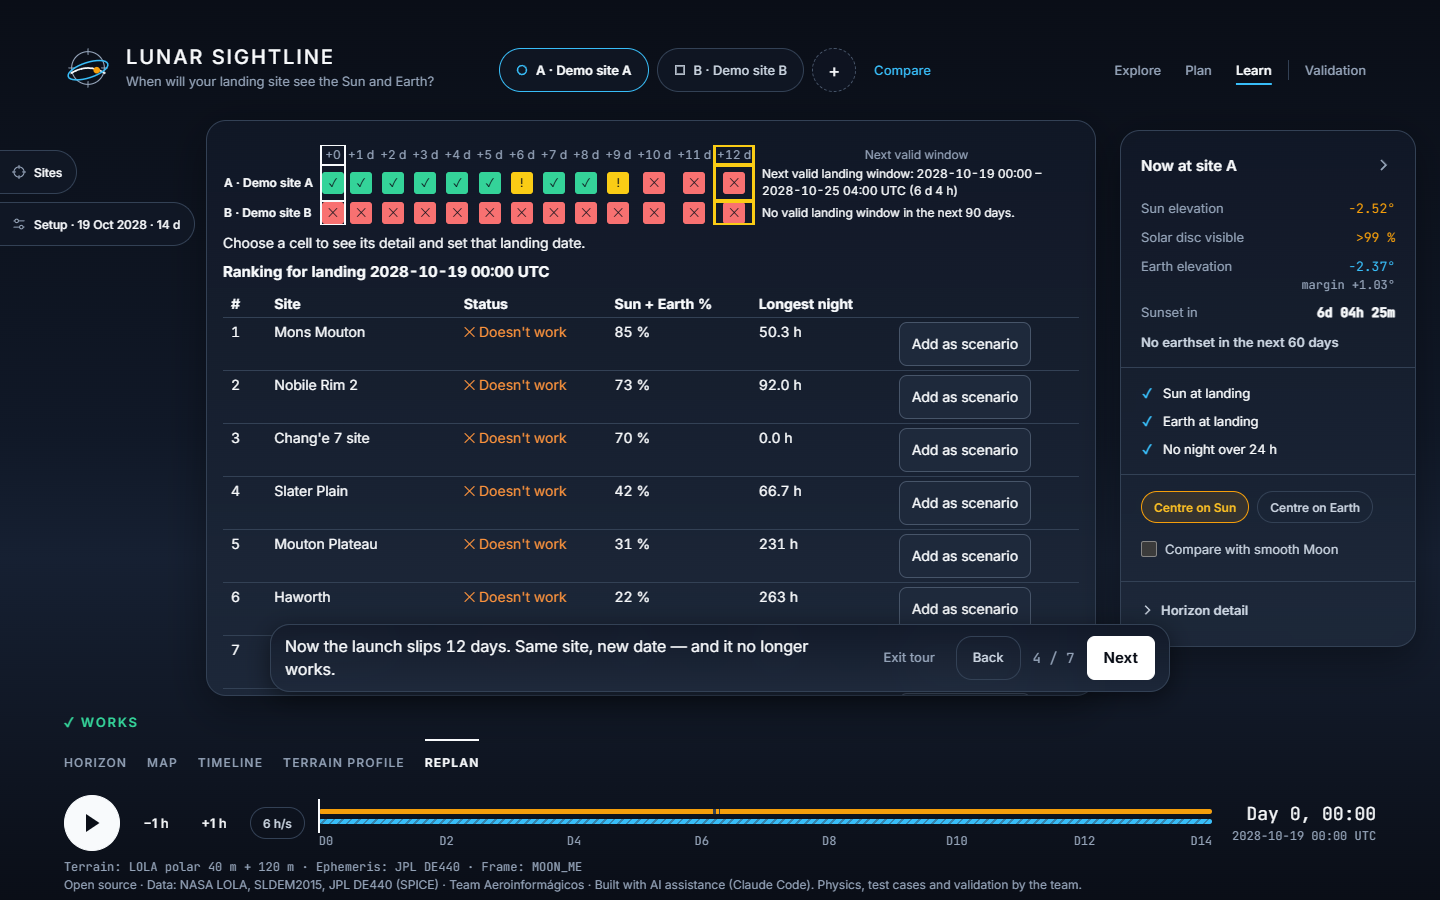 LUNAR SIGHTLINE
When will your landing site see the Sun and Earth?
A · Demo site A
B · Demo site B
+
Compare
Explore
Plan
Learn
Validation
Sites
Setup · 19 Oct 2028 · 14 d
+0 +1 d +2 d +3 d +4 d +5 d +6 d +7 d +8 d +9 d +10 d +11 d +12 d Next valid window
A · Demo site A ✓ ✓ ✓ ✓ ✓ ✓ ! ✓ ✓ ! × × × Next valid landing window: 2028-10-19 00:00 –
2028-10-25 04:00 UTC (6 d 4 h)
B · Demo site B × × × × × × × × × × × × × No valid landing window in the next 90 days.
Choose a cell to see its detail and set that landing date.
Ranking for landing 2028-10-19 00:00 UTC
# Site Status Sun + Earth % Longest night
1 Mons Mouton × Doesn't work 85 % 50.3 h Add as scenario
2 Nobile Rim 2 × Doesn't work 73 % 92.0 h Add as scenario
3 Chang'e 7 site × Doesn't work 70 % 0.0 h Add as scenario
4 Slater Plain × Doesn't work 42 % 66.7 h Add as scenario
5 Mouton Plateau × Doesn't work 31 % 231 h Add as scenario
6 Haworth × Doesn't work 22 % 263 h Add as scenario
7
Now the launch slips 12 days. Same site, new date — and it no longer
works.
Exit tour
Back
4 / 7
Next
Now at site A
Sun elevation -2.52°
Solar disc visible >99 %
Earth elevation -2.37°
margin +1.03°
Sunset in 6d 04h 25m
No earthset in the next 60 days
✓ Sun at landing
✓ Earth at landing
✓ No night over 24 h
Centre on Sun
Centre on Earth
Compare with smooth Moon
Horizon detail
✓ WORKS
HORIZON MAP TIMELINE TERRAIN PROFILE REPLAN
−1 h +1 h 6 h/s
D0 D2 D4 D6 D8 D10 D12 D14
Day 0, 00:00
2028-10-19 00:00 UTC
Terrain: LOLA polar 40 m + 120 m · Ephemeris: JPL DE440 · Frame: MOON_ME
Open source · Data: NASA LOLA, SLDEM2015, JPL DE440 (SPICE) · Team Aeroinformágicos · Built with AI assistance (Claude Code). Physics, test cases and validation by the team.